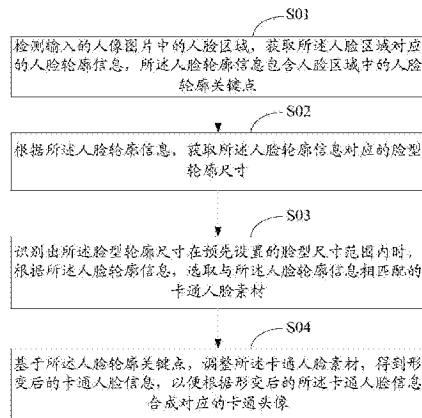 S01
检测输入的人像图片中的人脸区域，获取所述人脸区域对应
的人脸轮廓信息，所述人脸轮廓信息包含人脸区域中的人脸
轮廓关键点
S02
根据所述人脸轮廓信息，获取所述人脸轮廓信息对应的脸型
轮廓尺寸
S03
识别出所述脸型轮廓尺寸在预先设置的脸型尺寸范围内时，
根据所述人脸轮廓信息，选取与所述人脸轮廓信息相匹配的
卡通人脸素材
S04
基于所述人脸轮廓关键点，调整所述卡通人脸素材，得到形
变后的卡通人脸信息，以便根据形变后的所述卡通人脸信息
合成对应的卡通头像